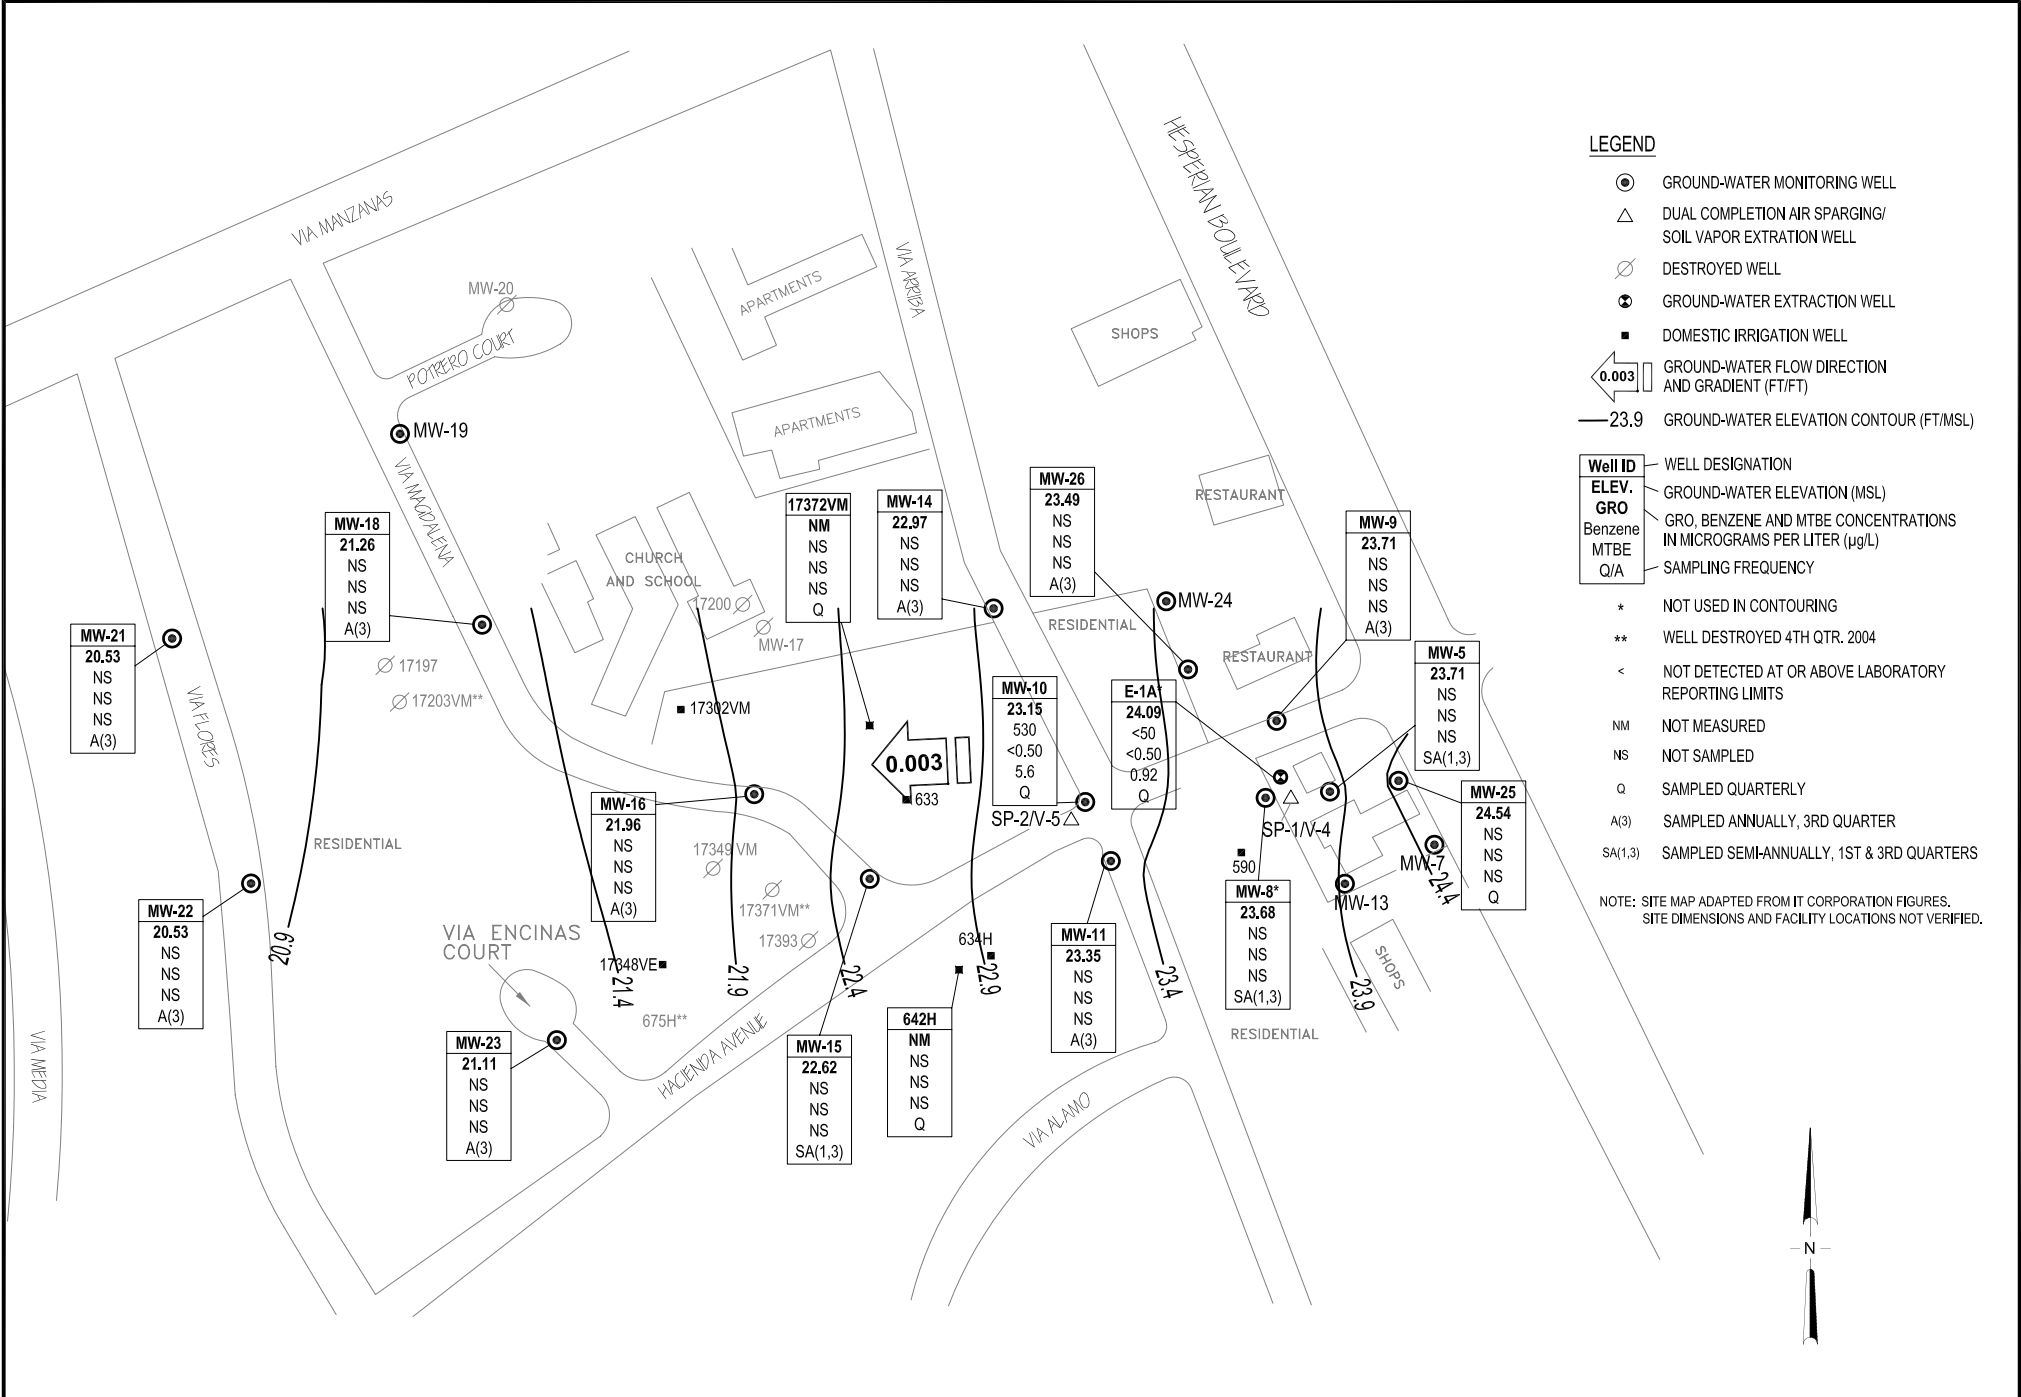 HESPERIAN BOULEVARD
VIA MANZANAS
VIA ARRIBA
MW-20
APARTMENTS
POTRERO COURT
SHOPS
APARTMENTS
MW-19
VIA MAGDALENA
RESTAURANT
CHURCH
AND SCHOOL
17200
MW-17
MW-24
RESIDENTIAL
RESTAURANT
17197
17203VM**
17302VM
VIA FLORES
0.003
633
SP-2/V-5
SP-1/V-4
590
MW-7
MW-13
RESIDENTIAL
17349 VM
17371VM**
17393
VIA ENCINAS
COURT
17348VE
634H
675H**
SHOPS
RESIDENTIAL
HACIENDA AVENUE
VIA ALAMO
VIA MEDIA
20.9
21.4
21.9
22.4
22.9
23.4
23.9
24.4
MW-18
21.26
NS
NS
NS
A(3)
MW-21
20.53
NS
NS
NS
A(3)
MW-22
20.53
NS
NS
NS
A(3)
MW-23
21.11
NS
NS
NS
A(3)
MW-16
21.96
NS
NS
NS
A(3)
17372VM
NM
NS
NS
NS
Q
MW-14
22.97
NS
NS
NS
A(3)
MW-26
23.49
NS
NS
NS
A(3)
MW-9
23.71
NS
NS
NS
A(3)
MW-10
23.15
530
<0.50
5.6
Q
E-1A*
24.09
<50
<0.50
0.92
Q
MW-5
23.71
NS
NS
NS
SA(1,3)
MW-25
24.54
NS
NS
NS
Q
MW-8*
23.68
NS
NS
NS
SA(1,3)
MW-11
23.35
NS
NS
NS
A(3)
642H
NM
NS
NS
NS
Q
MW-15
22.62
NS
NS
NS
SA(1,3)
LEGEND
GROUND-WATER MONITORING WELL
DUAL COMPLETION AIR SPARGING/
SOIL VAPOR EXTRATION WELL
DESTROYED WELL
GROUND-WATER EXTRACTION WELL
DOMESTIC IRRIGATION WELL
0.003 GROUND-WATER FLOW DIRECTION
AND GRADIENT (FT/FT)
23.9 GROUND-WATER ELEVATION CONTOUR (FT/MSL)
Well ID WELL DESIGNATION
ELEV. GROUND-WATER ELEVATION (MSL)
GRO GRO, BENZENE AND MTBE CONCENTRATIONS
Benzene IN MICROGRAMS PER LITER (µg/L)
MTBE
Q/A SAMPLING FREQUENCY
* NOT USED IN CONTOURING
** WELL DESTROYED 4TH QTR. 2004
< NOT DETECTED AT OR ABOVE LABORATORY
REPORTING LIMITS
NM NOT MEASURED
NS NOT SAMPLED
Q SAMPLED QUARTERLY
A(3) SAMPLED ANNUALLY, 3RD QUARTER
SA(1,3) SAMPLED SEMI-ANNUALLY, 1ST & 3RD QUARTERS
NOTE: SITE MAP ADAPTED FROM IT CORPORATION FIGURES.
SITE DIMENSIONS AND FACILITY LOCATIONS NOT VERIFIED.
N